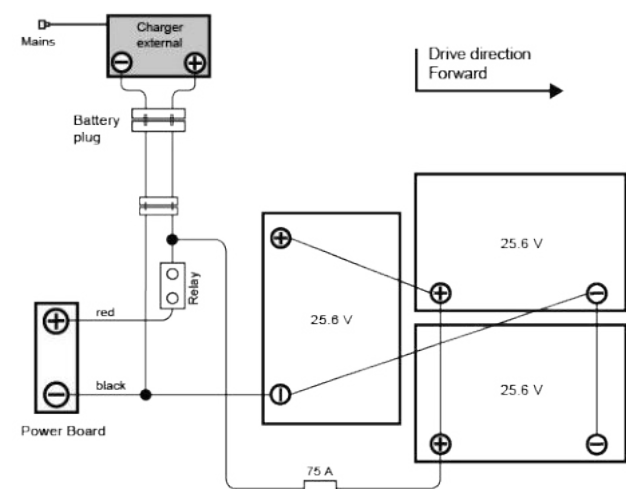 Charger
external
Mains
Drive direction
Forward
Battery
plug
25.6 V
Relay
red
25.6 V
25.6 V
black
Power Board
75 A